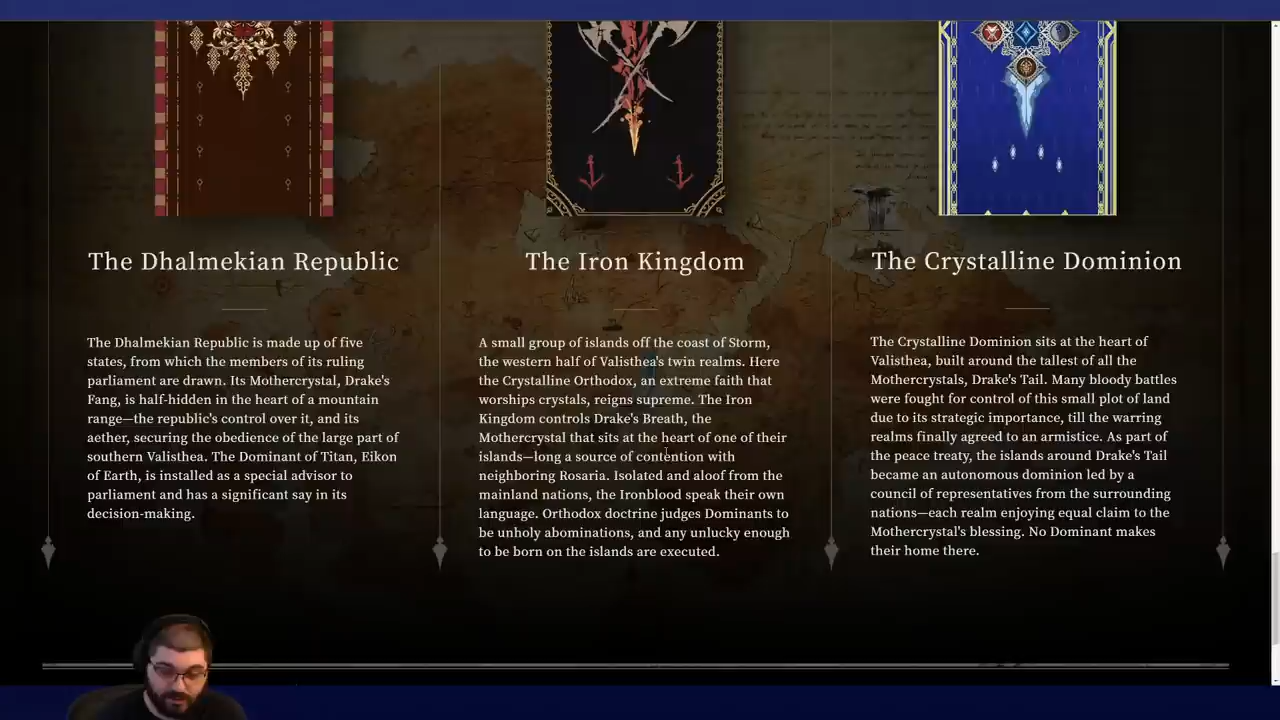 The Dhalmekian Republic
The Dhalmekian Republic is made up of five
states, from which the members of its ruling
parliament are drawn. Its Mothercrystal, Drake's
Fang, is half-hidden in the heart of a mountain
range—the republic's control over it, and its
aether, securing the obedience of the large part of
southern Valisthea. The Dominant of Titan, Eikon
of Earth, is installed as a special advisor to
parliament and has a significant say in its
decision-making.
The Iron Kingdom
A small group of islands off the coast of Storm,
the western half of Valisthea's twin realms. Here
the Crystalline Orthodox, an extreme faith that
worships crystals, reigns supreme. The Iron
Kingdom controls Drake's Breath, the
Mothercrystal that sits at the heart of one of their
islands—long a source of contention with
neighboring Rosaria. Isolated and aloof from the
mainland nations, the Ironblood speak their own
language. Orthodox doctrine judges Dominants to
be unholy abominations, and any unlucky enough
to be born on the islands are executed.
The Crystalline Dominion
The Crystalline Dominion sits at the heart of
Valisthea, built around the tallest of all the
Mothercrystals, Drake's Tail. Many bloody battles
were fought for control of this small plot of land
due to its strategic importance, till the warring
realms finally agreed to an armistice. As part of
the peace treaty, the islands around Drake's Tail
became an autonomous dominion led by a
council of representatives from the surrounding
nations—each realm enjoying equal claim to the
Mothercrystal's blessing. No Dominant makes
their home there.